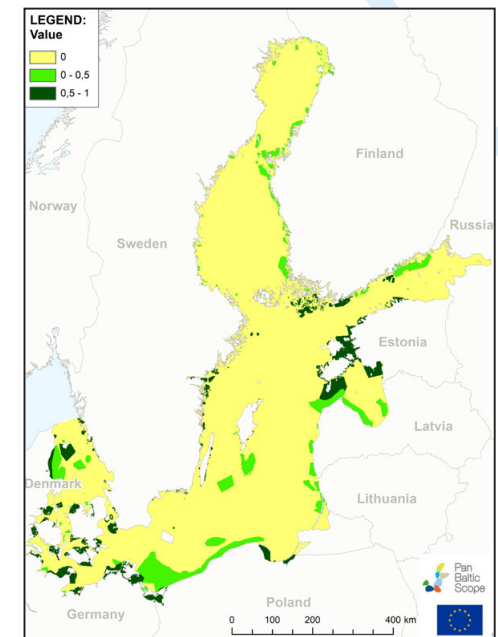 LEGEND:
Value
0
0 - 0,5
0,5 - 1
Finland
Norway
Russia
Sweden
Estonia
Latvia
Denmark
Lithuania
Pan
Baltic
Scope
Germany
Poland
0 100 200 400 km